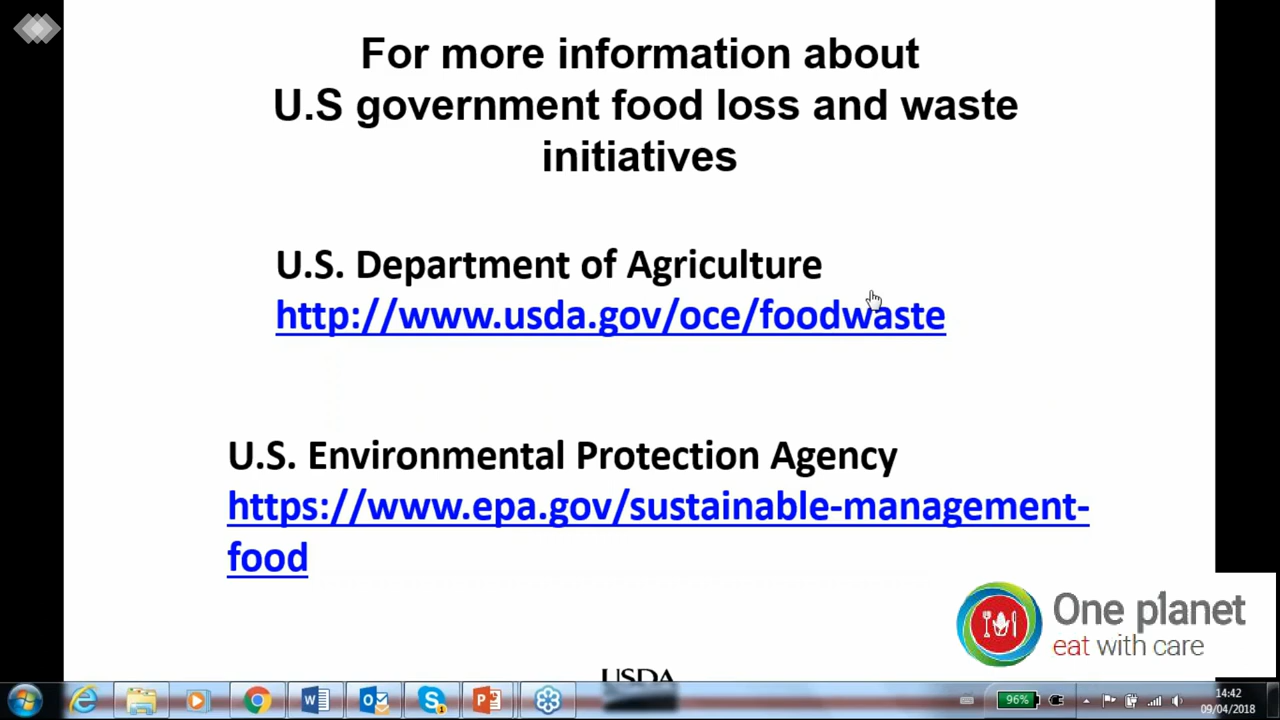 For more information about
U.S government food loss and waste
initiatives
U.S. Department of Agriculture
http://www.usda.gov/oce/foodwaste
U.S. Environmental Protection Agency
https://www.epa.gov/sustainable-management-
food
One planet
eat with care
USDA
96%
14:42
09/04/2018